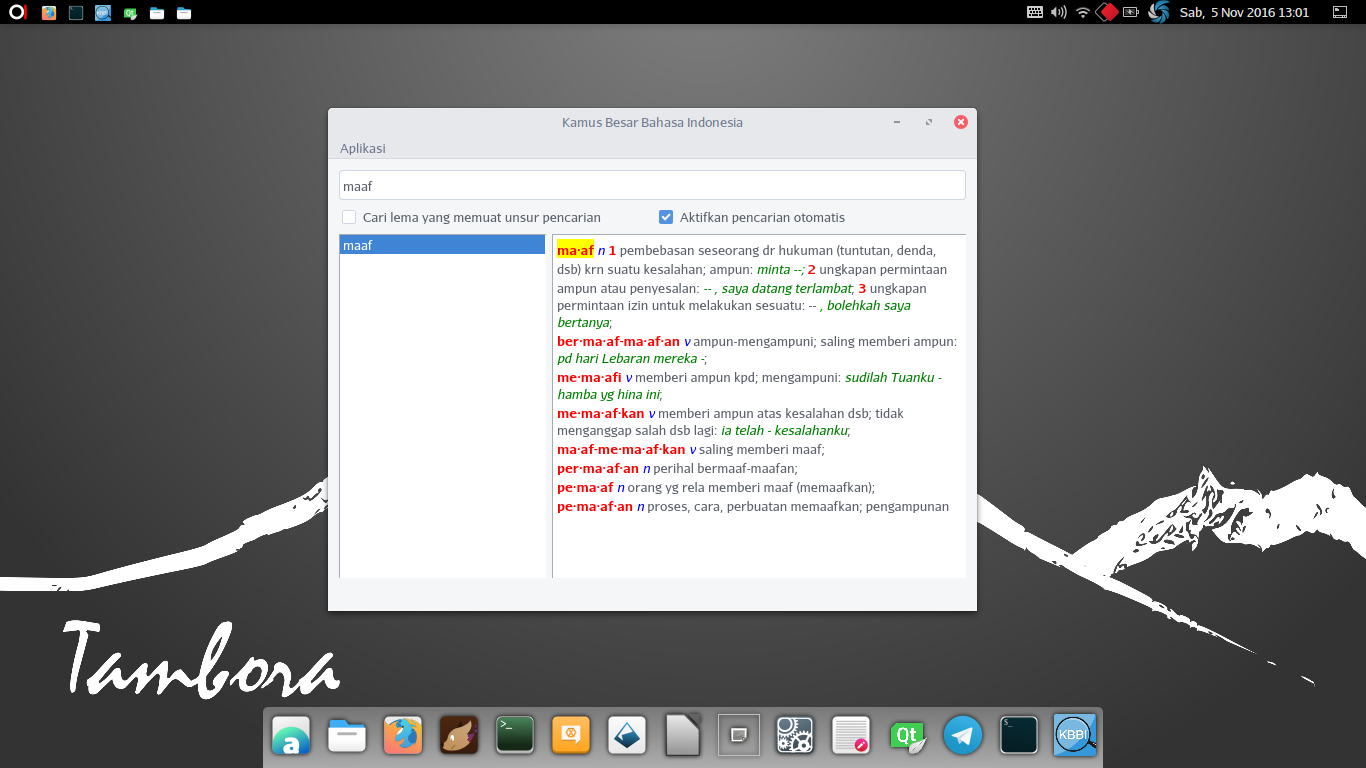 Sab, 5 Nov 2016 13:01
Kamus Besar Bahasa Indonesia
Aplikasi
maaf
Cari lema yang memuat unsur pencarian
Aktifkan pencarian otomatis
maaf
ma·af n 1 pembebasan seseorang dr hukuman (tuntutan, denda,
dsb) krn suatu kesalahan; ampun: minta --; 2 ungkapan permintaan
ampun atau penyesalan: -- , saya datang terlambat; 3 ungkapan
permintaan izin untuk melakukan sesuatu: -- , bolehkah saya
bertanya;
ber·ma·af-ma·af·an v ampun-mengampuni; saling memberi ampun:
pd hari Lebaran mereka -;
me·ma·afi v memberi ampun kpd; mengampuni: sudilah Tuanku -
hamba yg hina ini;
me·ma·af·kan v memberi ampun atas kesalahan dsb; tidak
menganggap salah dsb lagi: ia telah - kesalahanku;
ma·af-me·ma·af·kan v saling memberi maaf;
per·ma·af·an n perihal bermaaf-maafan;
pe·ma·af n orang yg rela memberi maaf (memaafkan);
pe·ma·af·an n proses, cara, perbuatan memaafkan; pengampunan
Tambora
a
>_
Qt
$_
KBBI